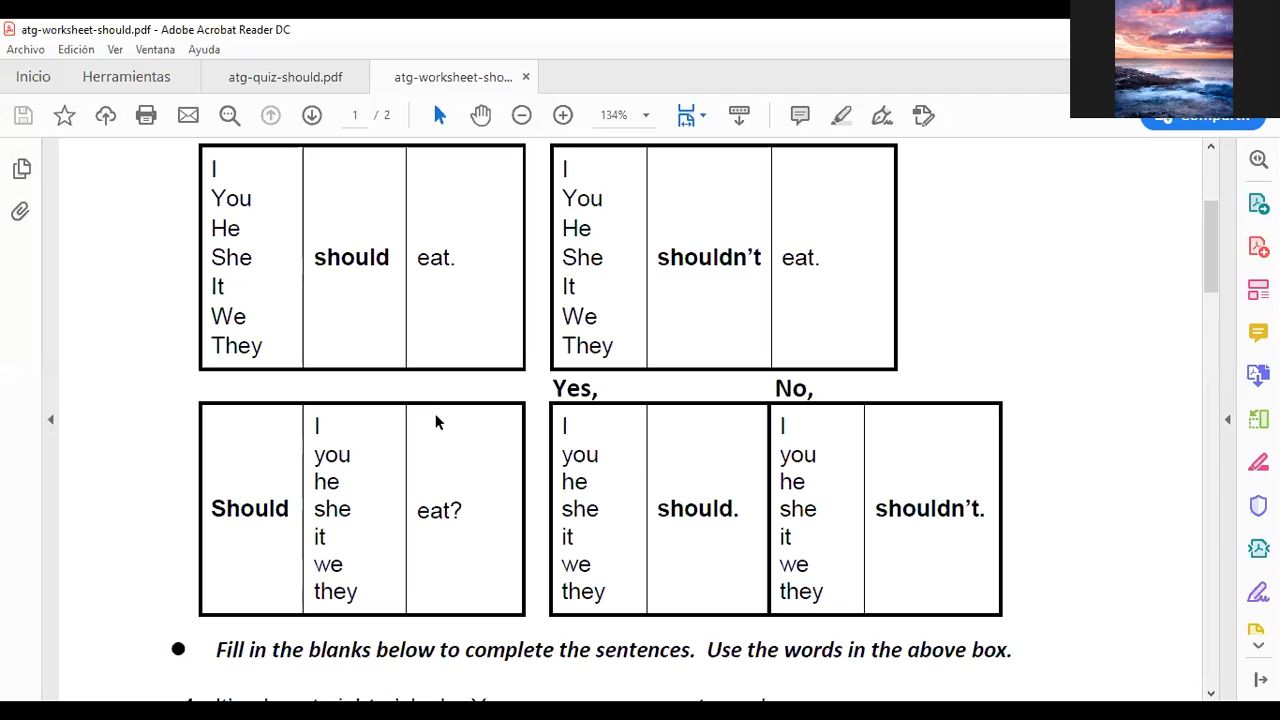 atg-worksheet-should.pdf - Adobe Acrobat Reader DC
Archivo Edición Ver Ventana Ayuda
Inicio Herramientas atg-quiz-should.pdf atg-worksheet-sho... ×
1 / 2 134%
I
You
He
She
It
We
They
should
eat.
I
You
He
She
It
We
They
shouldn't
eat.
Should
I
you
he
she
it
we
they
eat?
Yes,
I
you
he
she
it
we
they
should.
No,
I
you
he
she
it
we
they
shouldn't.
● Fill in the blanks below to complete the sentences. Use the words in the above box.